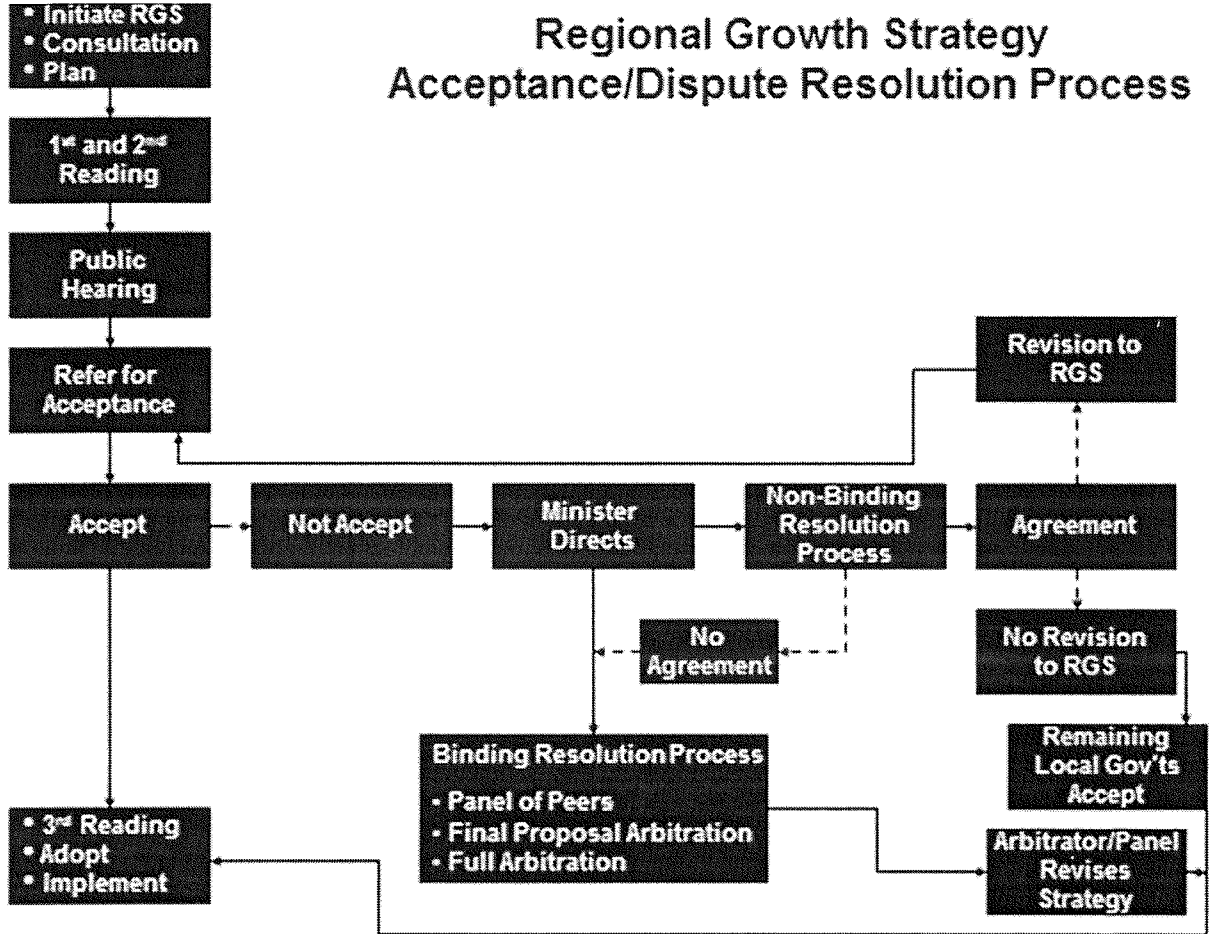 Regional Growth Strategy
Acceptance/Dispute Resolution Process
• Initiate RGS
• Consultation
• Plan
1st and 2nd
Reading
Public
Hearing
Refer for
Acceptance
Revision to
RGS
Accept
Not Accept
Minister
Directs
Non-Binding
Resolution
Process
Agreement
No
Agreement
No Revision
to RGS
Remaining
Local Gov'ts
Accept
Binding Resolution Process
- Panel of Peers
- Final Proposal Arbitration
- Full Arbitration
Arbitrator/Panel
Revises
Strategy
• 3rd Reading
• Adopt
• Implement